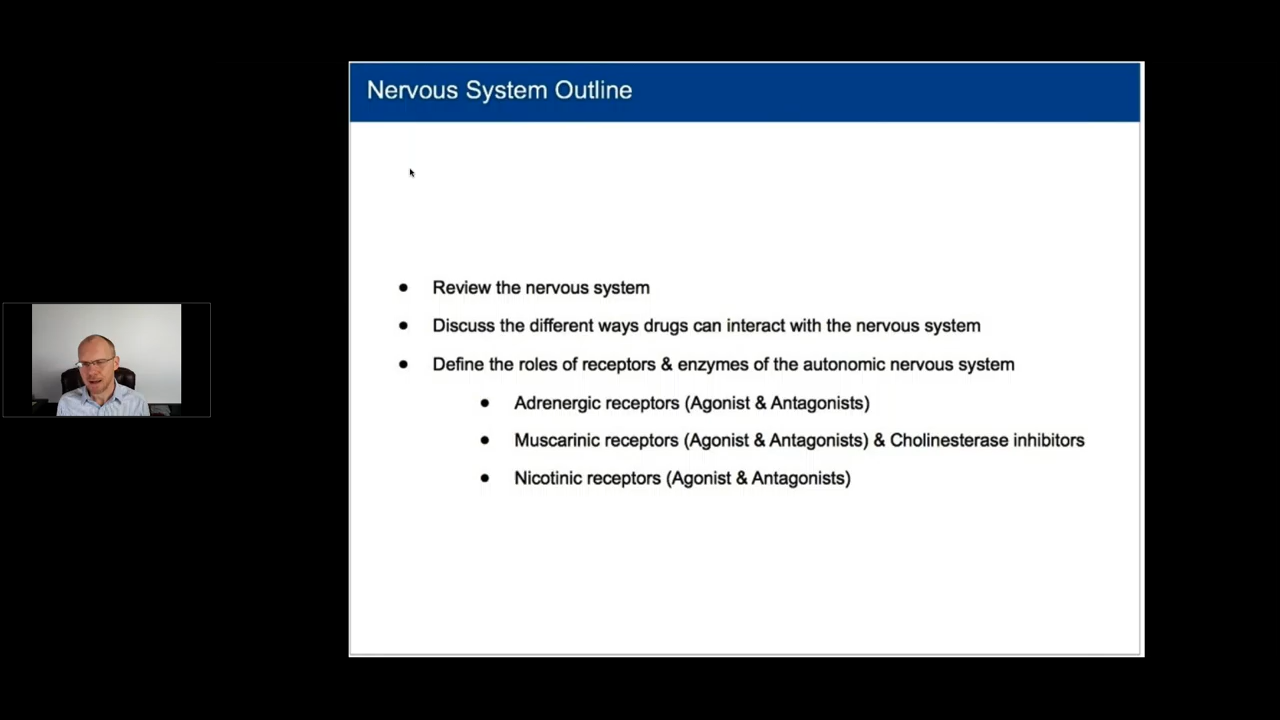 Nervous System Outline
• Review the nervous system
• Discuss the different ways drugs can interact with the nervous system
• Define the roles of receptors & enzymes of the autonomic nervous system
• Adrenergic receptors (Agonist & Antagonists)
• Muscarinic receptors (Agonist & Antagonists) & Cholinesterase inhibitors
• Nicotinic receptors (Agonist & Antagonists)